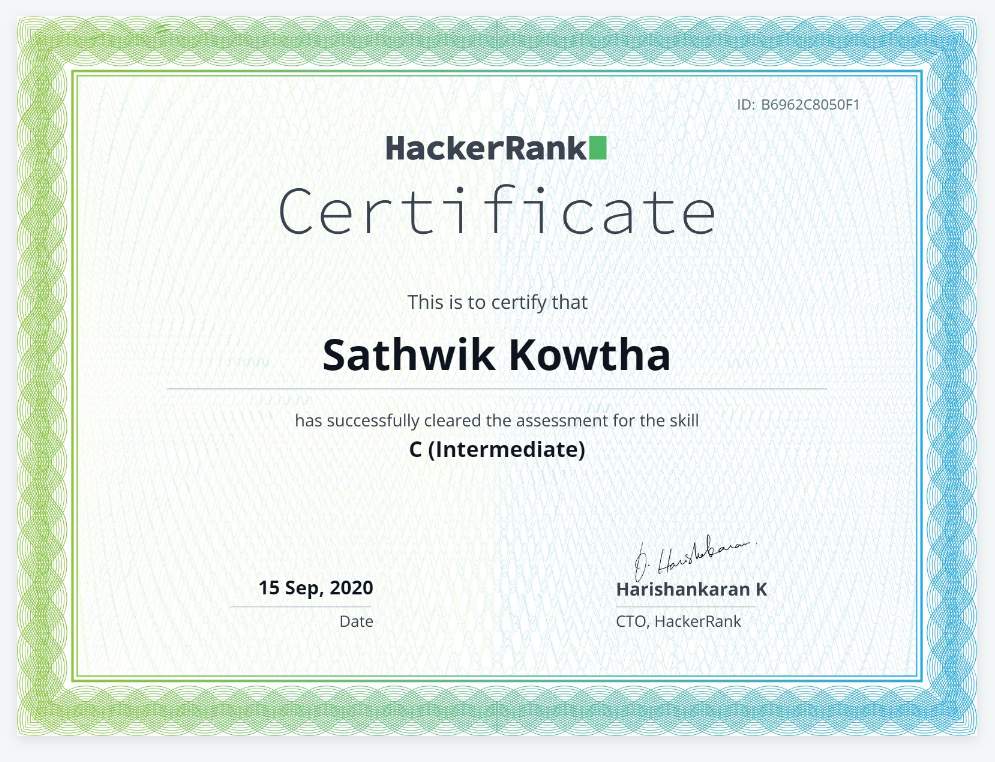 ID: B6962C8050F1
HackerRank
Certificate
This is to certify that
Sathwik Kowtha
has successfully cleared the assessment for the skill
C (Intermediate)
15 Sep, 2020
Date
Harishankaran K
CTO, HackerRank